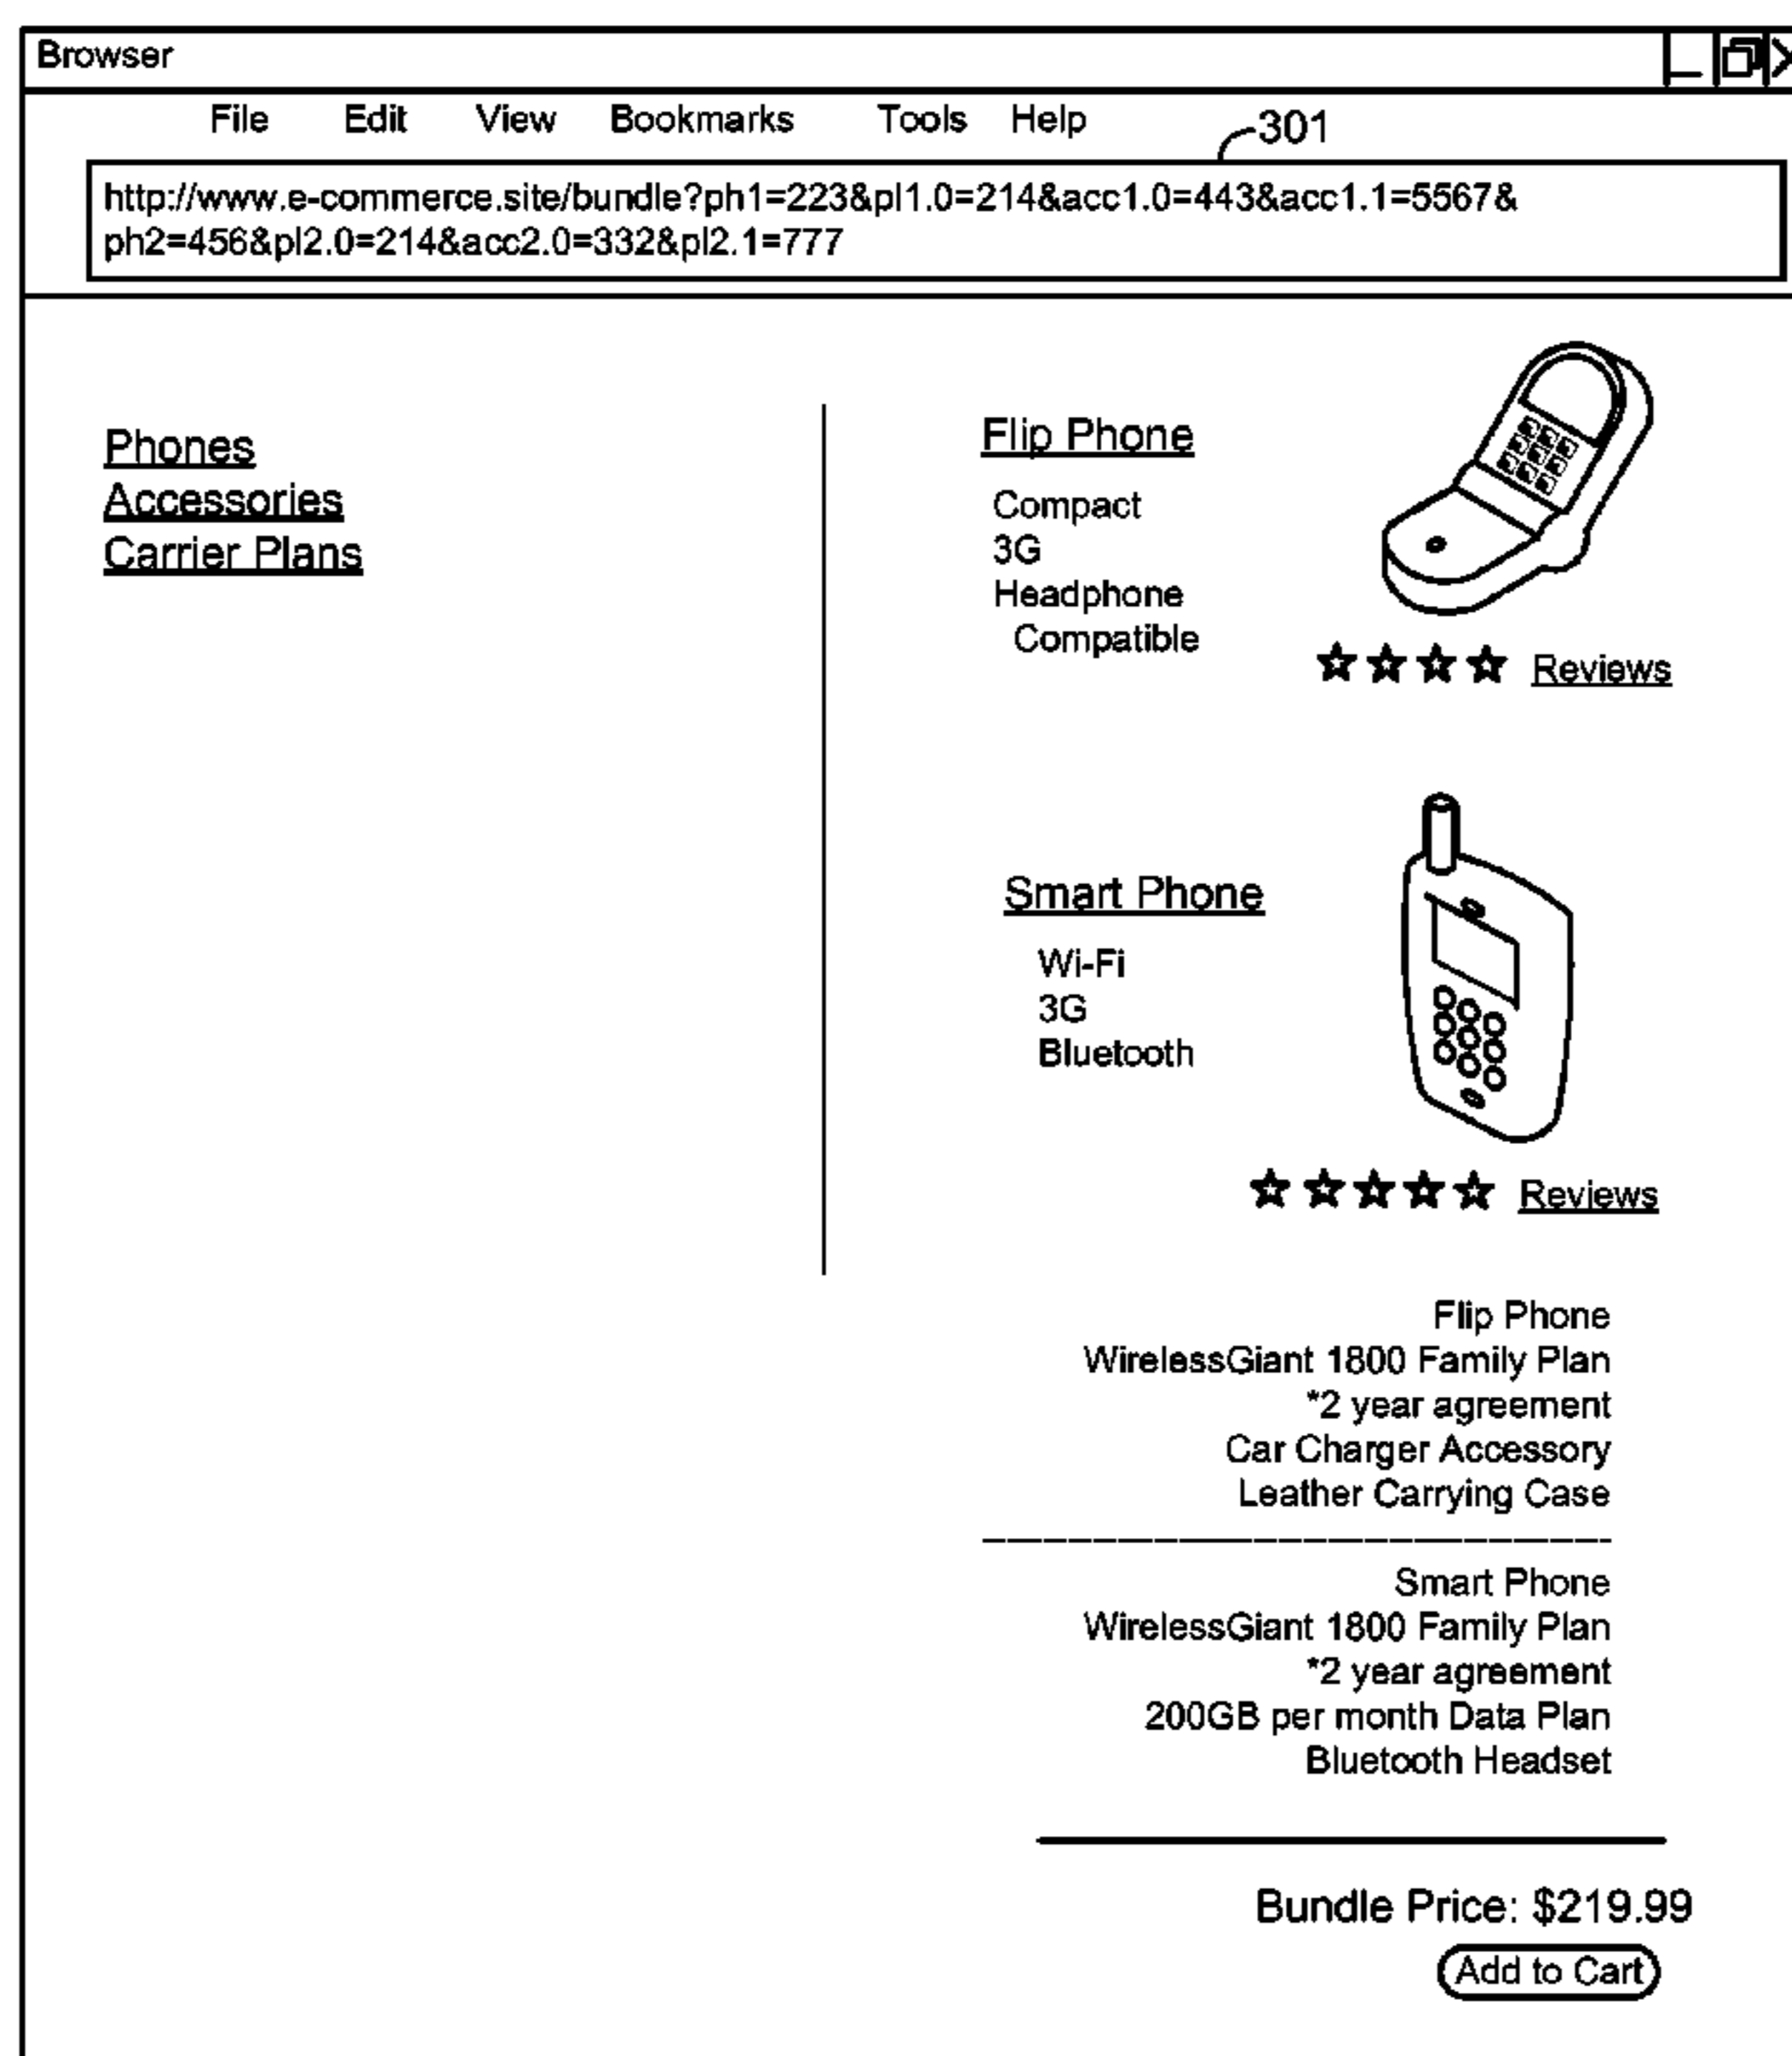 Browser
File Edit View Bookmarks Tools Help
301
http://www.e-commerce.site/bundle?ph1=223&pl1.0=214&acc1.0=443&acc1.1=5567&
ph2=456&pl2.0=214&acc2.0=332&pl2.1=777
Phones
Accessories
Carrier Plans
Flip Phone
Compact
3G
Headphone
Compatible
Reviews
Smart Phone
Wi-Fi
3G
Bluetooth
Reviews
Flip Phone
WirelessGiant 1800 Family Plan
*2 year agreement
Car Charger Accessory
Leather Carrying Case
Smart Phone
WirelessGiant 1800 Family Plan
*2 year agreement
200GB per month Data Plan
Bluetooth Headset
Bundle Price: $219.99
Add to Cart